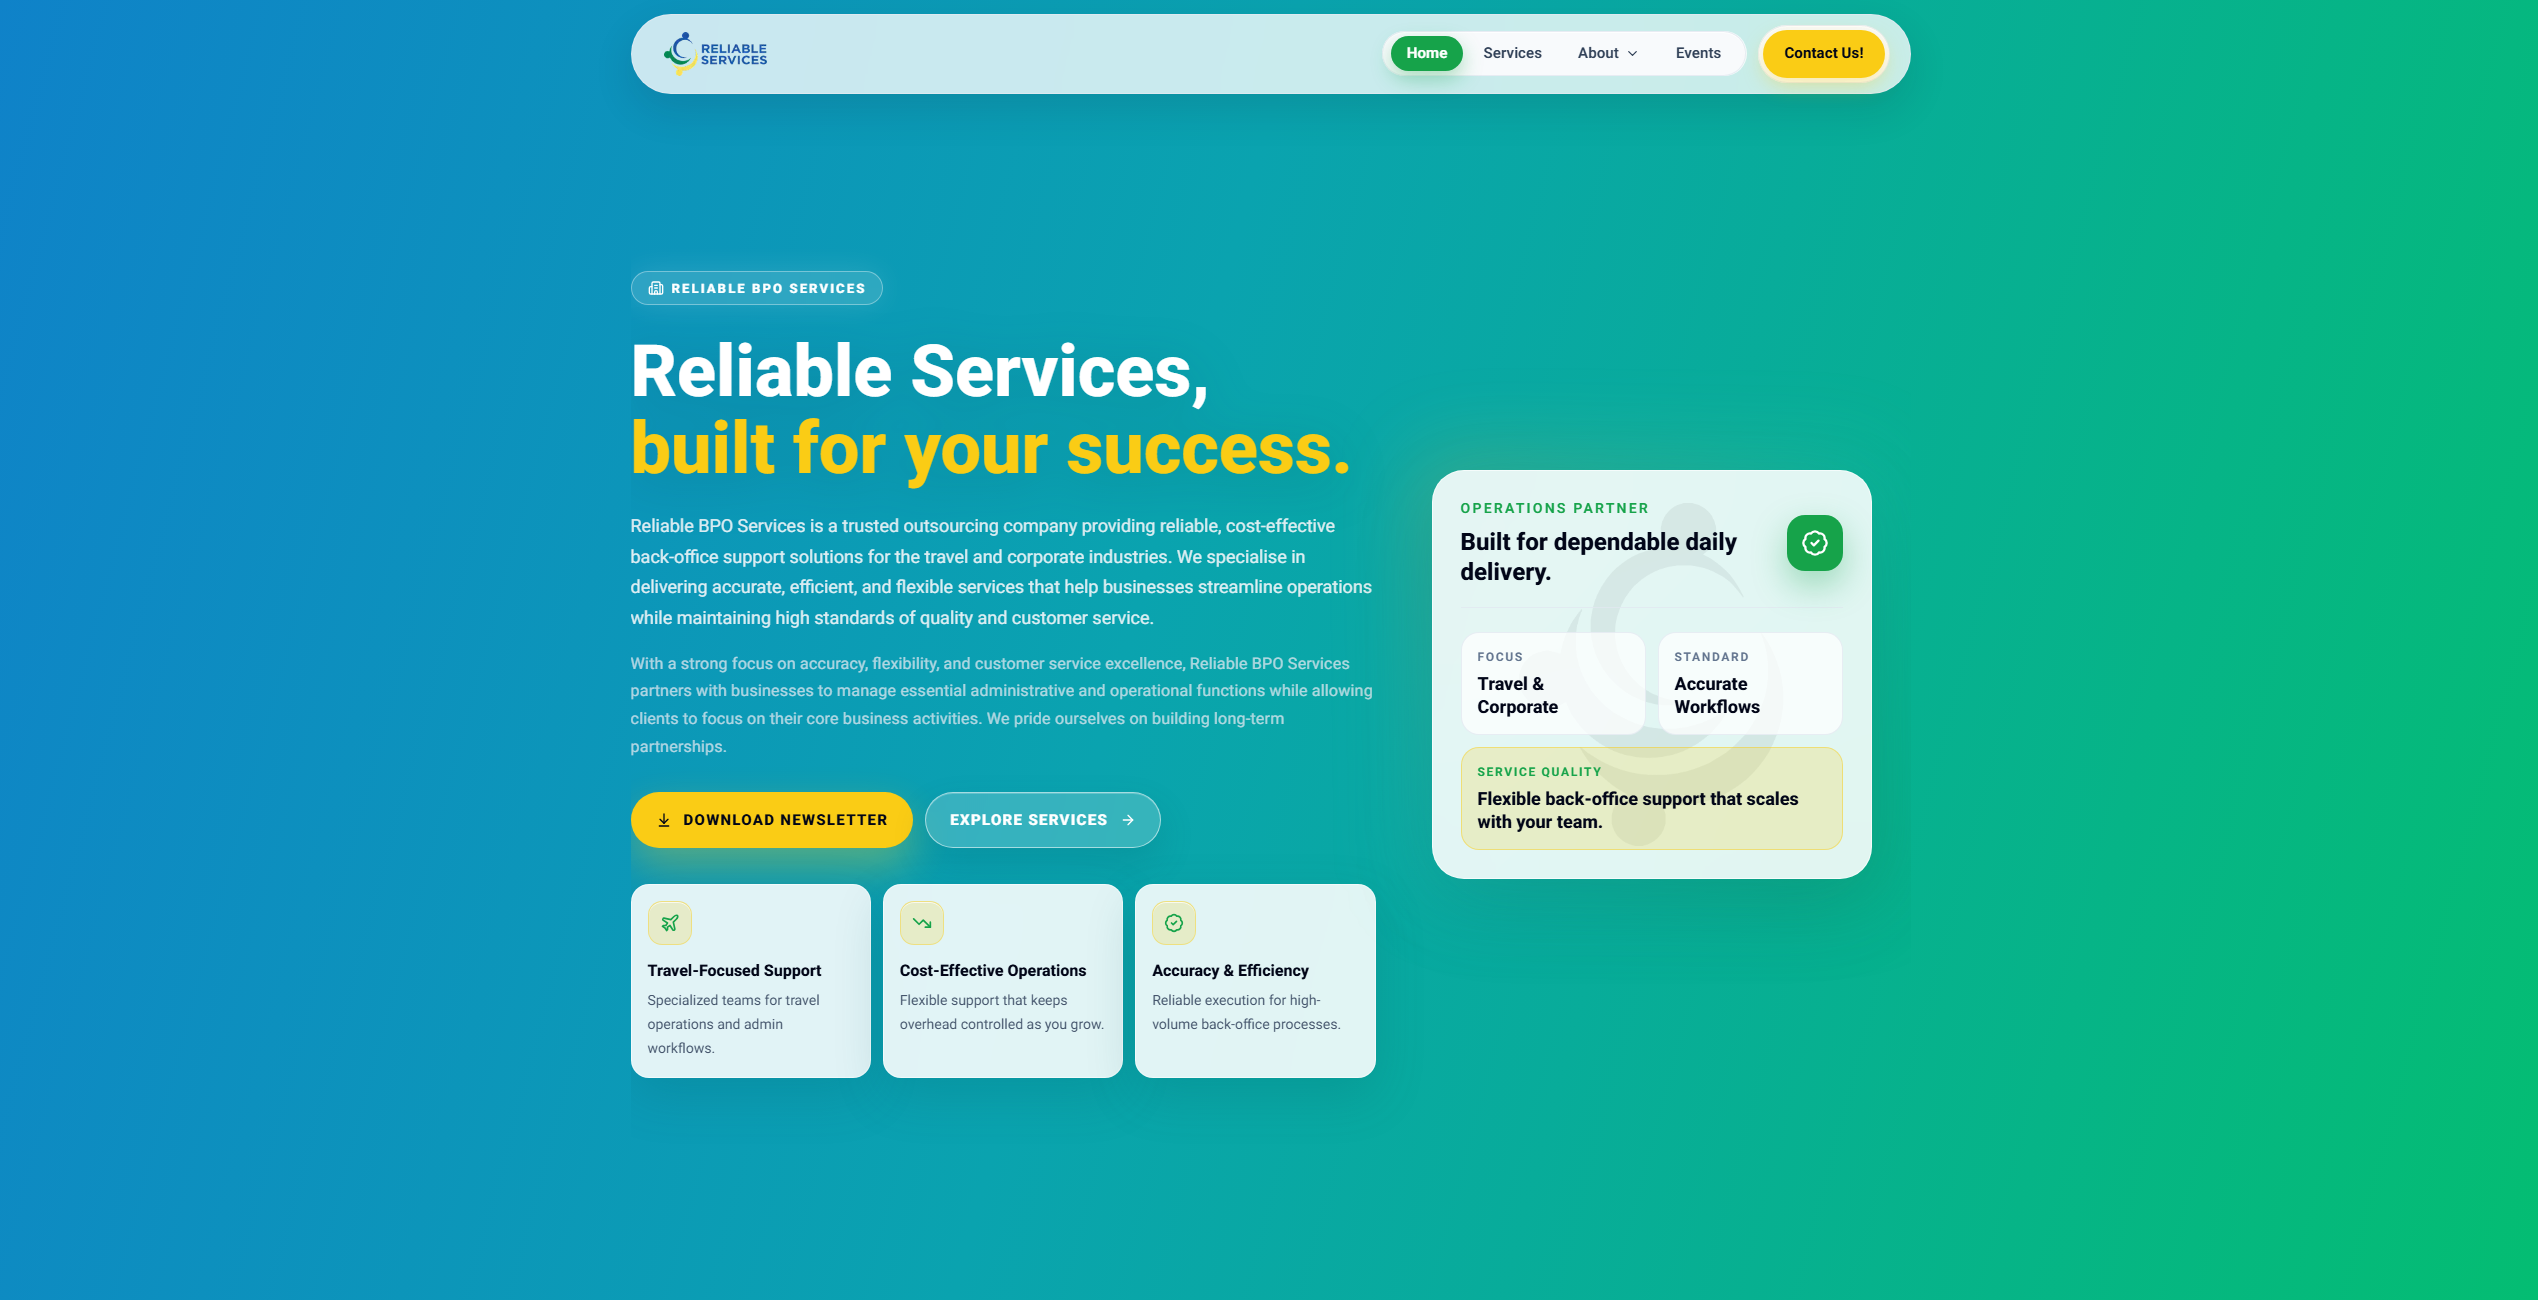 RELIABLE
SERVICES
Home
Services
About
Events
Contact Us!
RELIABLE BPO SERVICES
Reliable Services,
built for your success.
Reliable BPO Services is a trusted outsourcing company providing reliable, cost-effective
back-office support solutions for the travel and corporate industries. We specialise in
delivering accurate, efficient, and flexible services that help businesses streamline operations
while maintaining high standards of quality and customer service.
With a strong focus on accuracy, flexibility, and customer service excellence, Reliable BPO Services
partners with businesses to manage essential administrative and operational functions while allowing
clients to focus on their core business activities. We pride ourselves on building long-term
partnerships.
DOWNLOAD NEWSLETTER
EXPLORE SERVICES
Travel-Focused Support
Specialized teams for travel
operations and admin
workflows.
Cost-Effective Operations
Flexible support that keeps
overhead controlled as you grow.
Accuracy & Efficiency
Reliable execution for high-
volume back-office processes.
OPERATIONS PARTNER
Built for dependable daily
delivery.
FOCUS
Travel &
Corporate
STANDARD
Accurate
Workflows
SERVICE QUALITY
Flexible back-office support that scales
with your team.